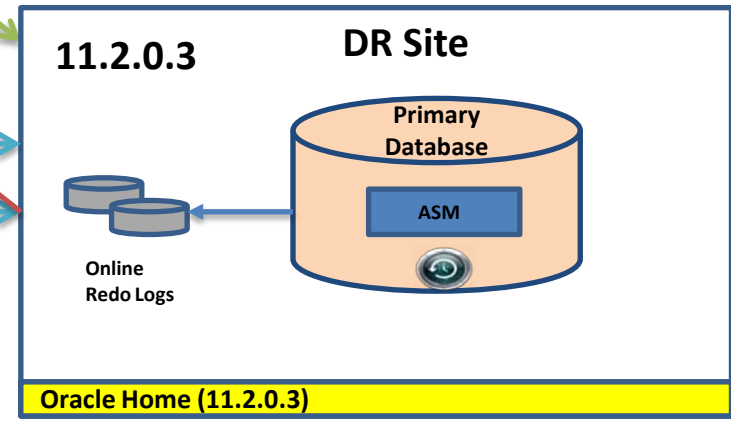 11.2.0.3
DR Site
Primary
Database
ASM
Online
Redo Logs
Oracle Home (11.2.0.3)